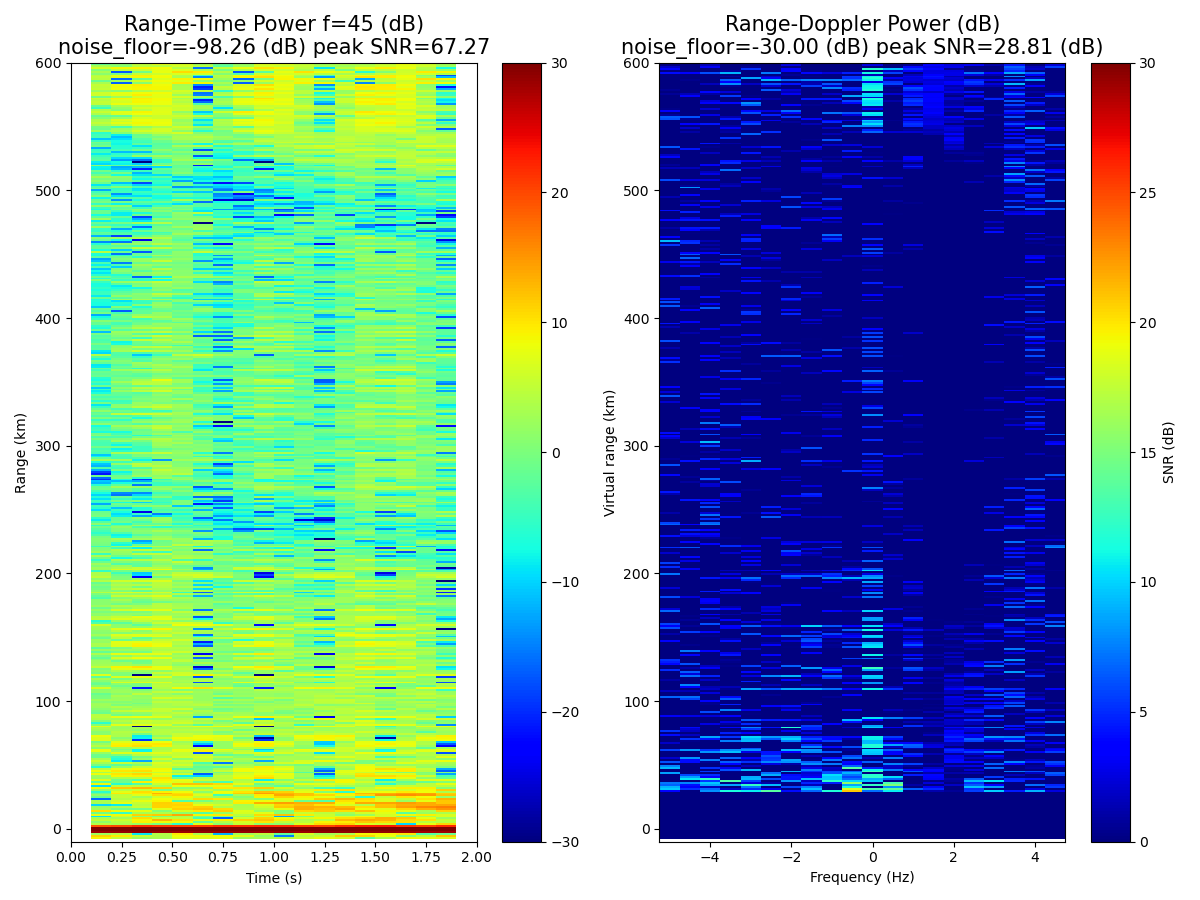 Range-Time Power f=45 (dB)
noise_floor=-98.26 (dB) peak SNR=67.27
600
500
400
300
200
100
0
Range (km)
0.00 0.25 0.50 0.75 1.00 1.25 1.50 1.75 2.00
Time (s)
30
20
10
0
−10
−20
−30
Range-Doppler Power (dB)
noise_floor=-30.00 (dB) peak SNR=28.81 (dB)
600
500
400
300
200
100
0
Virtual range (km)
−4 −2 0 2 4
Frequency (Hz)
30
25
20
15
10
5
0
SNR (dB)